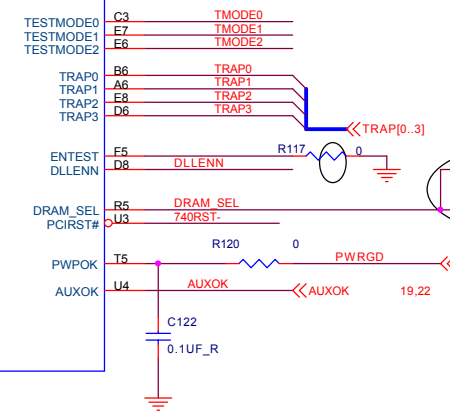 TESTMODE0 C3 TMODE0
TESTMODE1 E7 TMODE1
TESTMODE2 E6 TMODE2
TRAP0 B6 TRAP0
TRAP1 A6 TRAP1
TRAP2 E8 TRAP2
TRAP3 D6 TRAP3
TRAP[0..3]
ENTEST F5 R117 0
DLLENN D8 DLLENN
DRAM_SEL R5 DRAM_SEL
PCIRST# U3 740RST-
R120 0
PWPOK T5 PWRGD
AUXOK U4 AUXOK AUXOK 19,22
C122
0.1UF_R